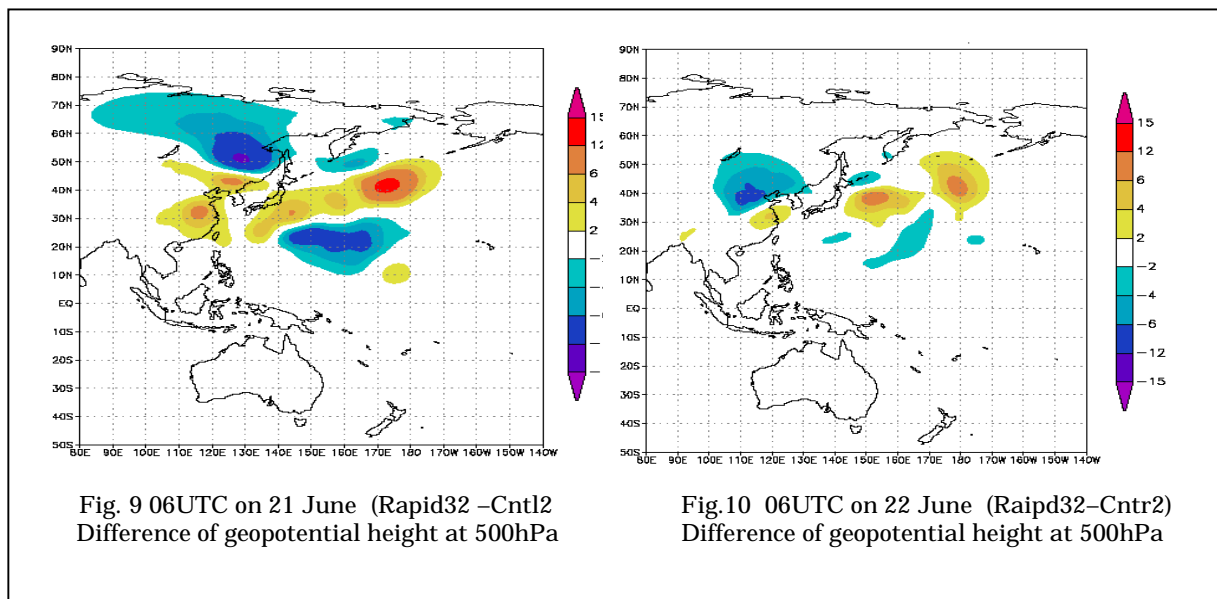 90N
80N
70N
60N
50N
40N
30N
20N
10N
EQ
10S
20S
30S
40S
50S
80E 90E 100E 110E 120E 130E 140E 150E 160E 170E 180 170W 160W 150W 140W
15
12
6
4
2
Fig. 9 06UTC on 21 June (Rapid32 –Cntl2
Difference of geopotential height at 500hPa
90N
80N
70N
60N
50N
40N
30N
20N
10N
EQ
10S
20S
30S
40S
50S
80E 90E 100E 110E 120E 130E 140E 150E 160E 170E 180 170W 160W 150W 140W
15
12
6
4
2
−2
−4
−6
−12
−15
Fig.10 06UTC on 22 June (Raipd32–Cntr2)
Difference of geopotential height at 500hPa